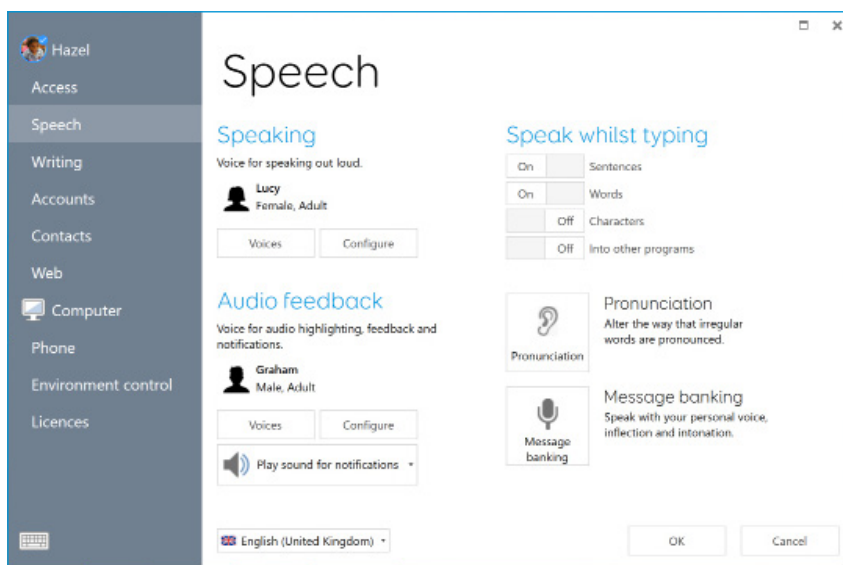 Hazel
Access
Speech
Writing
Accounts
Contacts
Web
Computer
Phone
Environment control
Licences
Speech
Speaking
Voice for speaking out loud.
Lucy
Female, Adult
Voices Configure
Audio feedback
Voice for audio highlighting, feedback and
notifications.
Graham
Male, Adult
Voices Configure
Play sound for notifications
English (United Kingdom)
Speak whilst typing
On Sentences
On Words
Off Characters
Off Into other programs
Pronunciation
Pronunciation
Alter the way that irregular
words are pronounced.
Message
banking
Message banking
Speak with your personal voice,
inflection and intonation.
OK Cancel